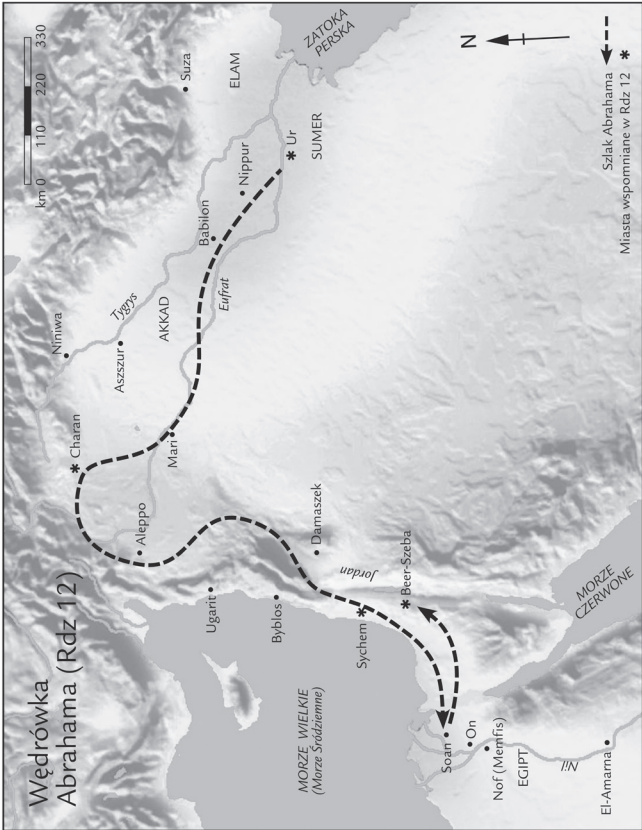 Wędrówka
Abrahama (Rdz 12)
km 0 110 220 330
Niniwa
Charan
Aleppo
Aszszur
Tygrys
AKKAD
Mari
Eufrat
Babilon
Nippur
Suza
ELAM
Ur
SUMER
ZATOKA
PERSKA
Ugarit
Byblos
Damaszek
Jordan
Sychem
Beer-Szeba
MORZE WIELKIE
(Morze Śródziemne)
Soan
On
Nof (Memfis)
EGIPT
Nil
El-Amarna
MORZE
CZERWONE
N
Szlak Abrahama
Miasta wspomniane w Rdz 12 *